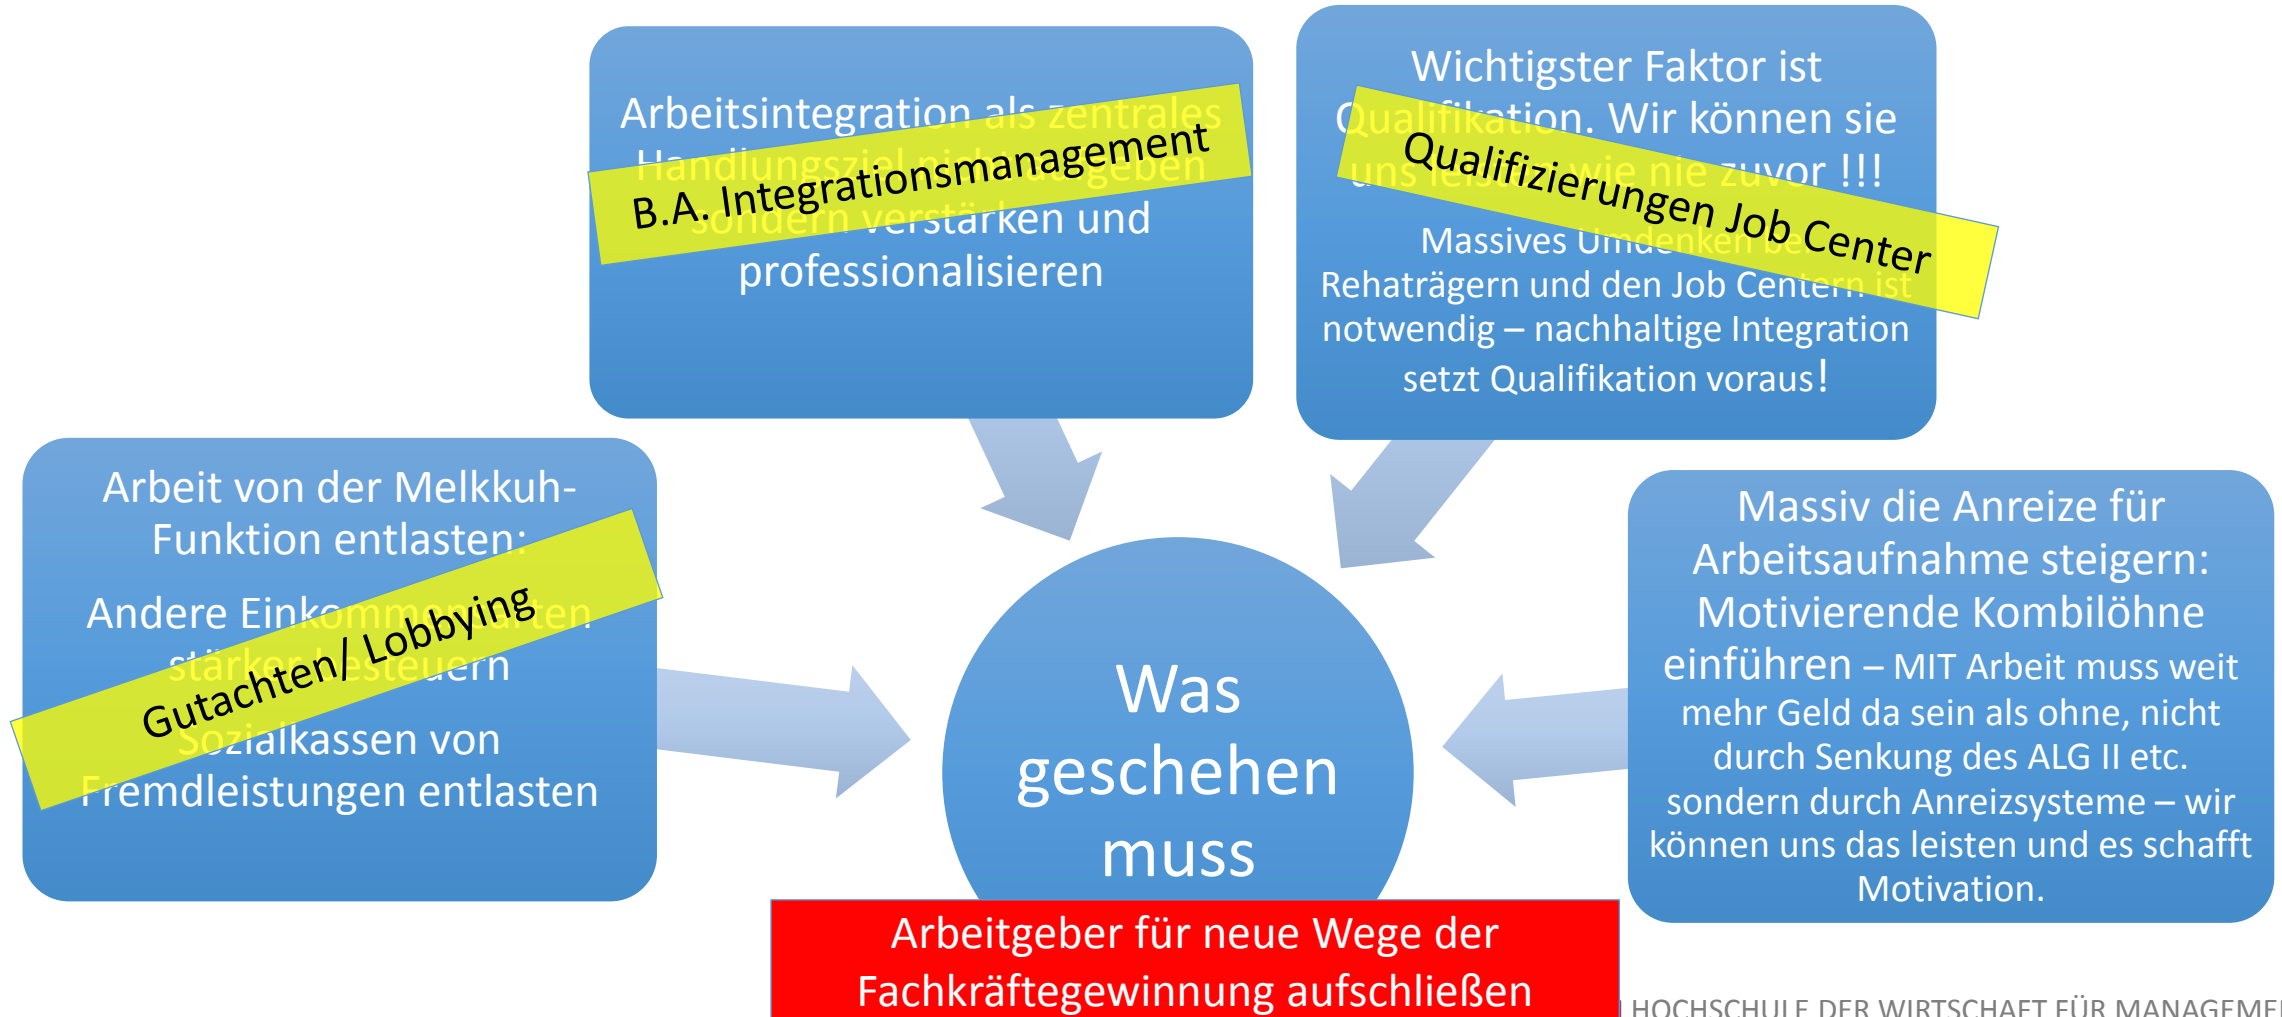 Arbeitsintegration als zentrales
Handlungsziel nicht aufgeben
sondern verstärken und
professionalisieren
B.A. Integrationsmanagement
Wichtigster Faktor ist
Qualifikation. Wir können sie
uns leisten wie nie zuvor !!!
Massives Umdenken bei
Rehaträgern und den Job Centern ist
notwendig – nachhaltige Integration
setzt Qualifikation voraus!
Qualifizierungen Job Center
Arbeit von der Melkkuh-
Funktion entlasten:
Andere Einkommensarten
stärker besteuern
Sozialkassen von
Fremdleistungen entlasten
Gutachten/ Lobbying
Massiv die Anreize für
Arbeitsaufnahme steigern:
Motivierende Kombilöhne
einführen – MIT Arbeit muss weit
mehr Geld da sein als ohne, nicht
durch Senkung des ALG II etc.
sondern durch Anreizsysteme – wir
können uns das leisten und es schafft
Motivation.
Was
geschehen
muss
Arbeitgeber für neue Wege der
Fachkräftegewinnung aufschließen
HOCHSCHULE DER WIRTSCHAFT FÜR